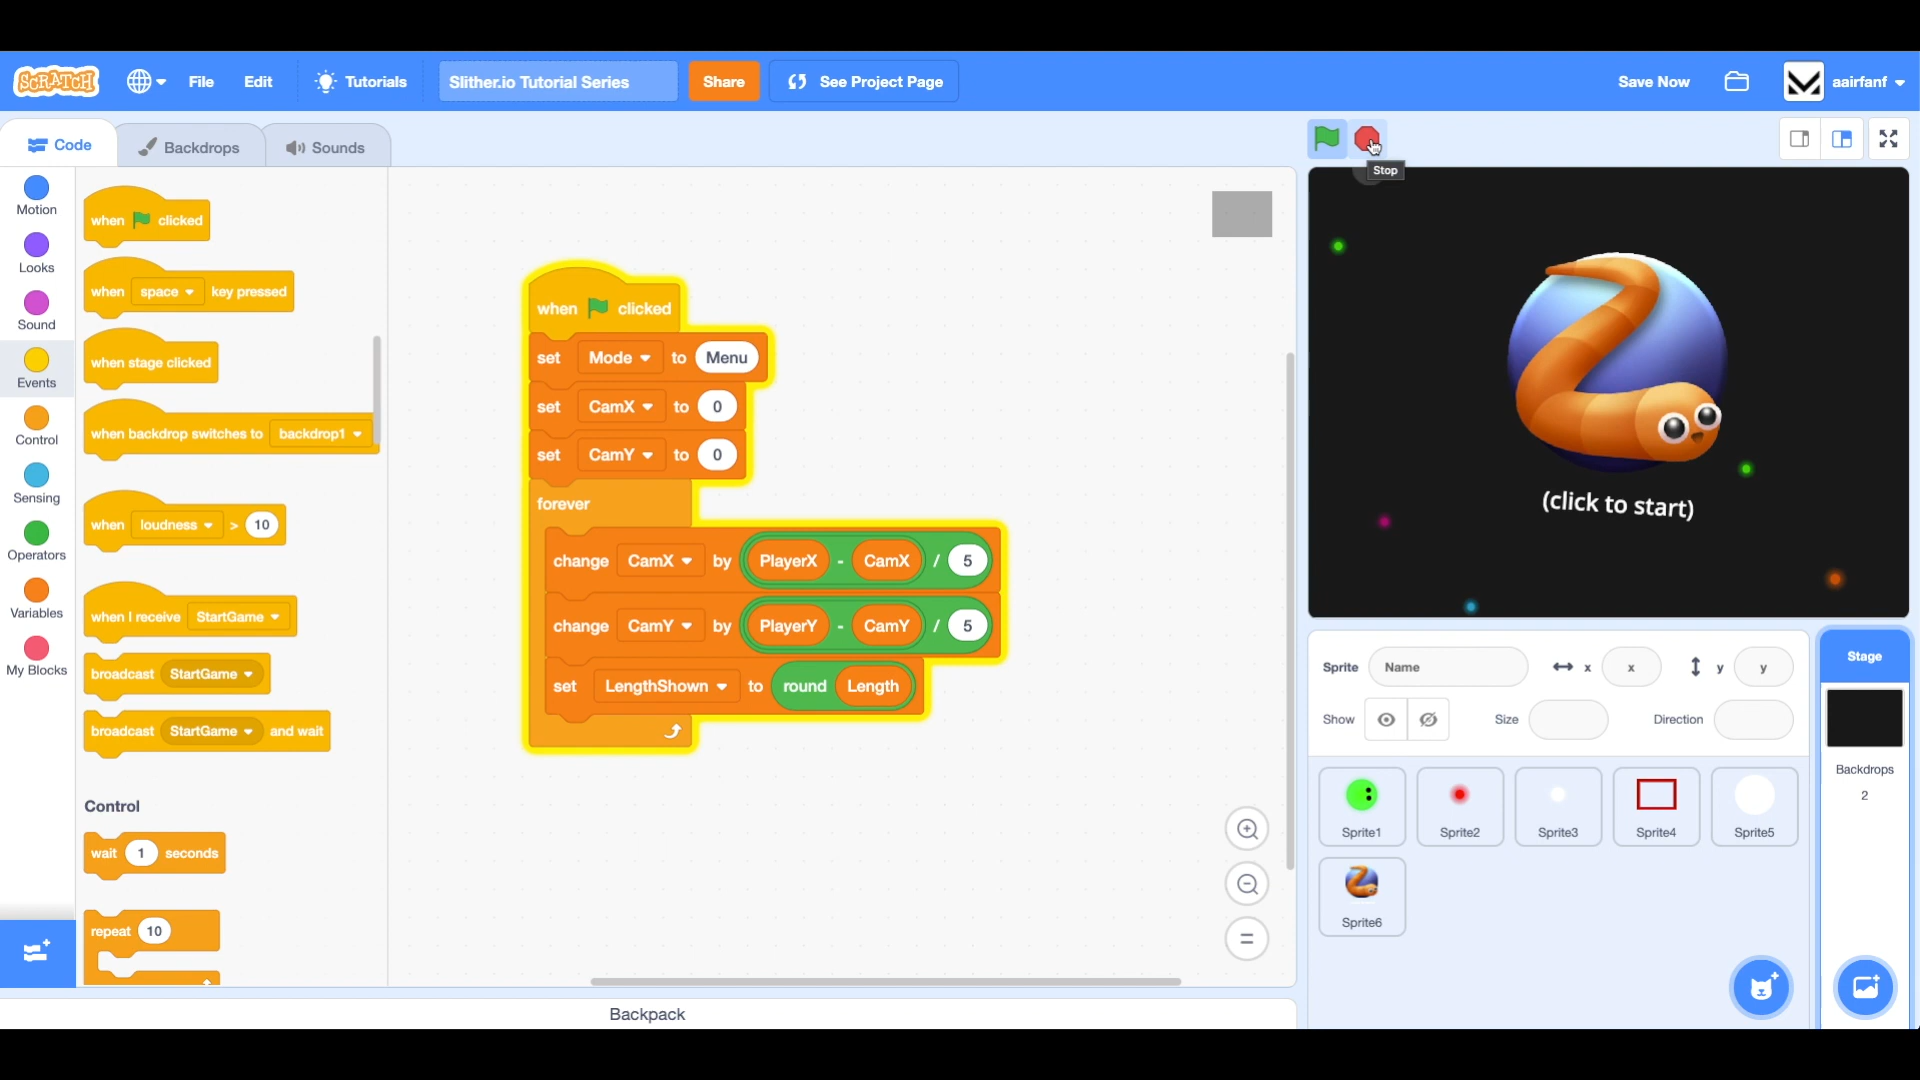 SCRATCH File Edit Tutorials Slither.io Tutorial Series Share See Project Page Save Now aairfanf
Code Backdrops Sounds
Stop
Motion
Looks
Sound
Events
Control
Sensing
Operators
Variables
My Blocks
when clicked
when space key pressed
when stage clicked
when backdrop switches to backdrop1
when loudness > 10
when I receive StartGame
broadcast StartGame
broadcast StartGame and wait
Control
wait 1 seconds
repeat 10
when clicked
set Mode to Menu
set CamX to 0
set CamY to 0
forever
change CamX by PlayerX - CamX / 5
change CamY by PlayerY - CamY / 5
set LengthShown to round Length
Backpack
(click to start)
Sprite Name x x y y
Show Size Direction
Sprite1 Sprite2 Sprite3 Sprite4 Sprite5
Sprite6
Stage
Backdrops
2